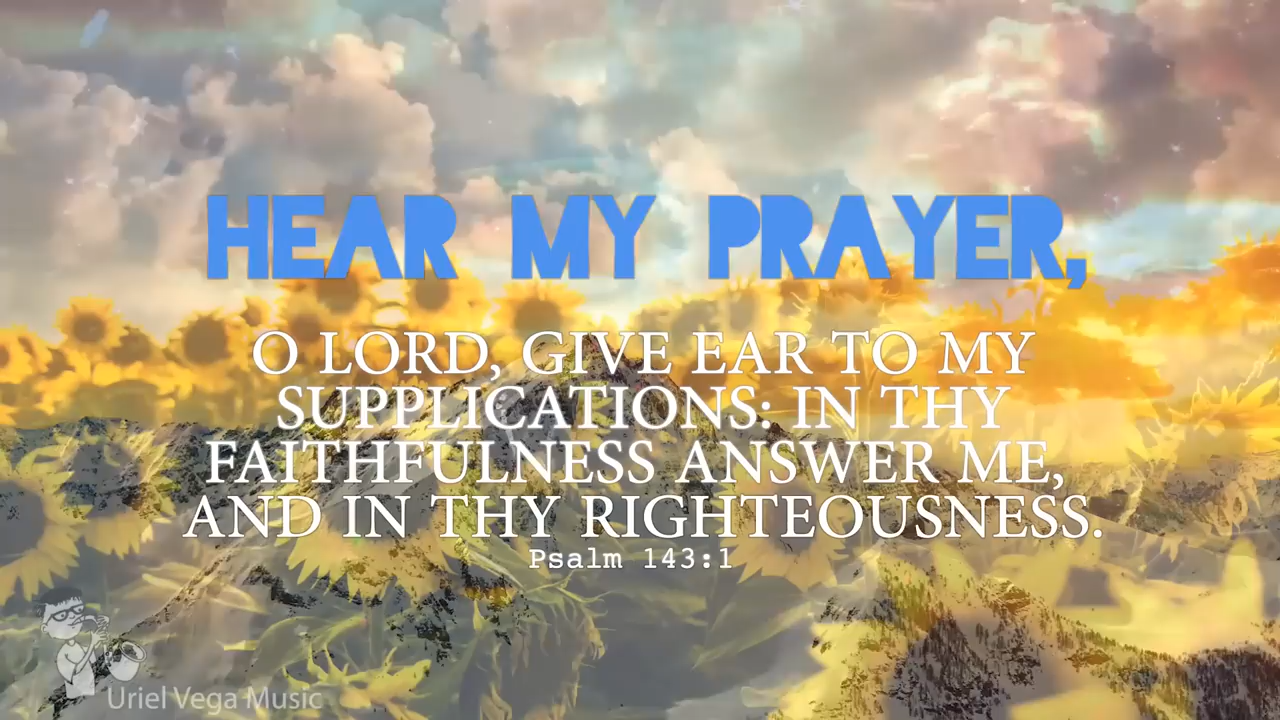 HEAR MY PRAYER,
O LORD, GIVE EAR TO MY
SUPPLICATIONS: IN THY
FAITHFULNESS ANSWER ME,
AND IN THY RIGHTEOUSNESS.
Psalm 143:1
Uriel Vega Music